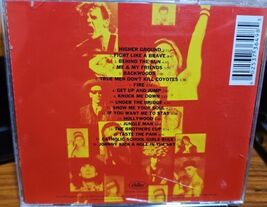 HIGHER GROUND
FIGHT LIKE A BRAVE
BEHIND THE SUN
ME & MY FRIENDS
BACKWOODS
TRUE MEN DON'T KILL COYOTES
FIRE
GET UP AND JUMP
KNOCK ME DOWN
UNDER THE BRIDGE
SHOW ME YOUR SOUL
IF YOU WANT ME TO STAY
HOLLYWOOD
JUNGLE MAN
THE BROTHERS CUP
TASTE THE PAIN
CATHOLIC SCHOOL GIRLS RULE
JOHNNY KICK A HOLE IN THE SKY